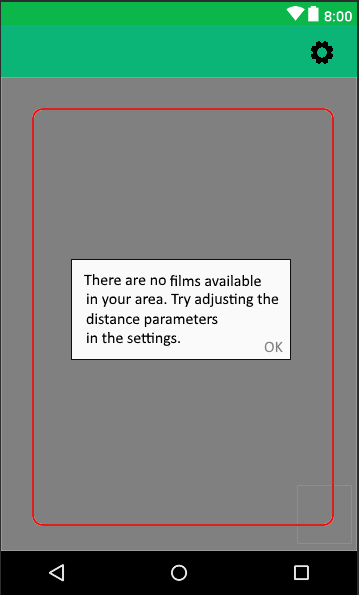 8:00
There are no films available
in your area. Try adjusting the
distance parameters
in the settings.
OK